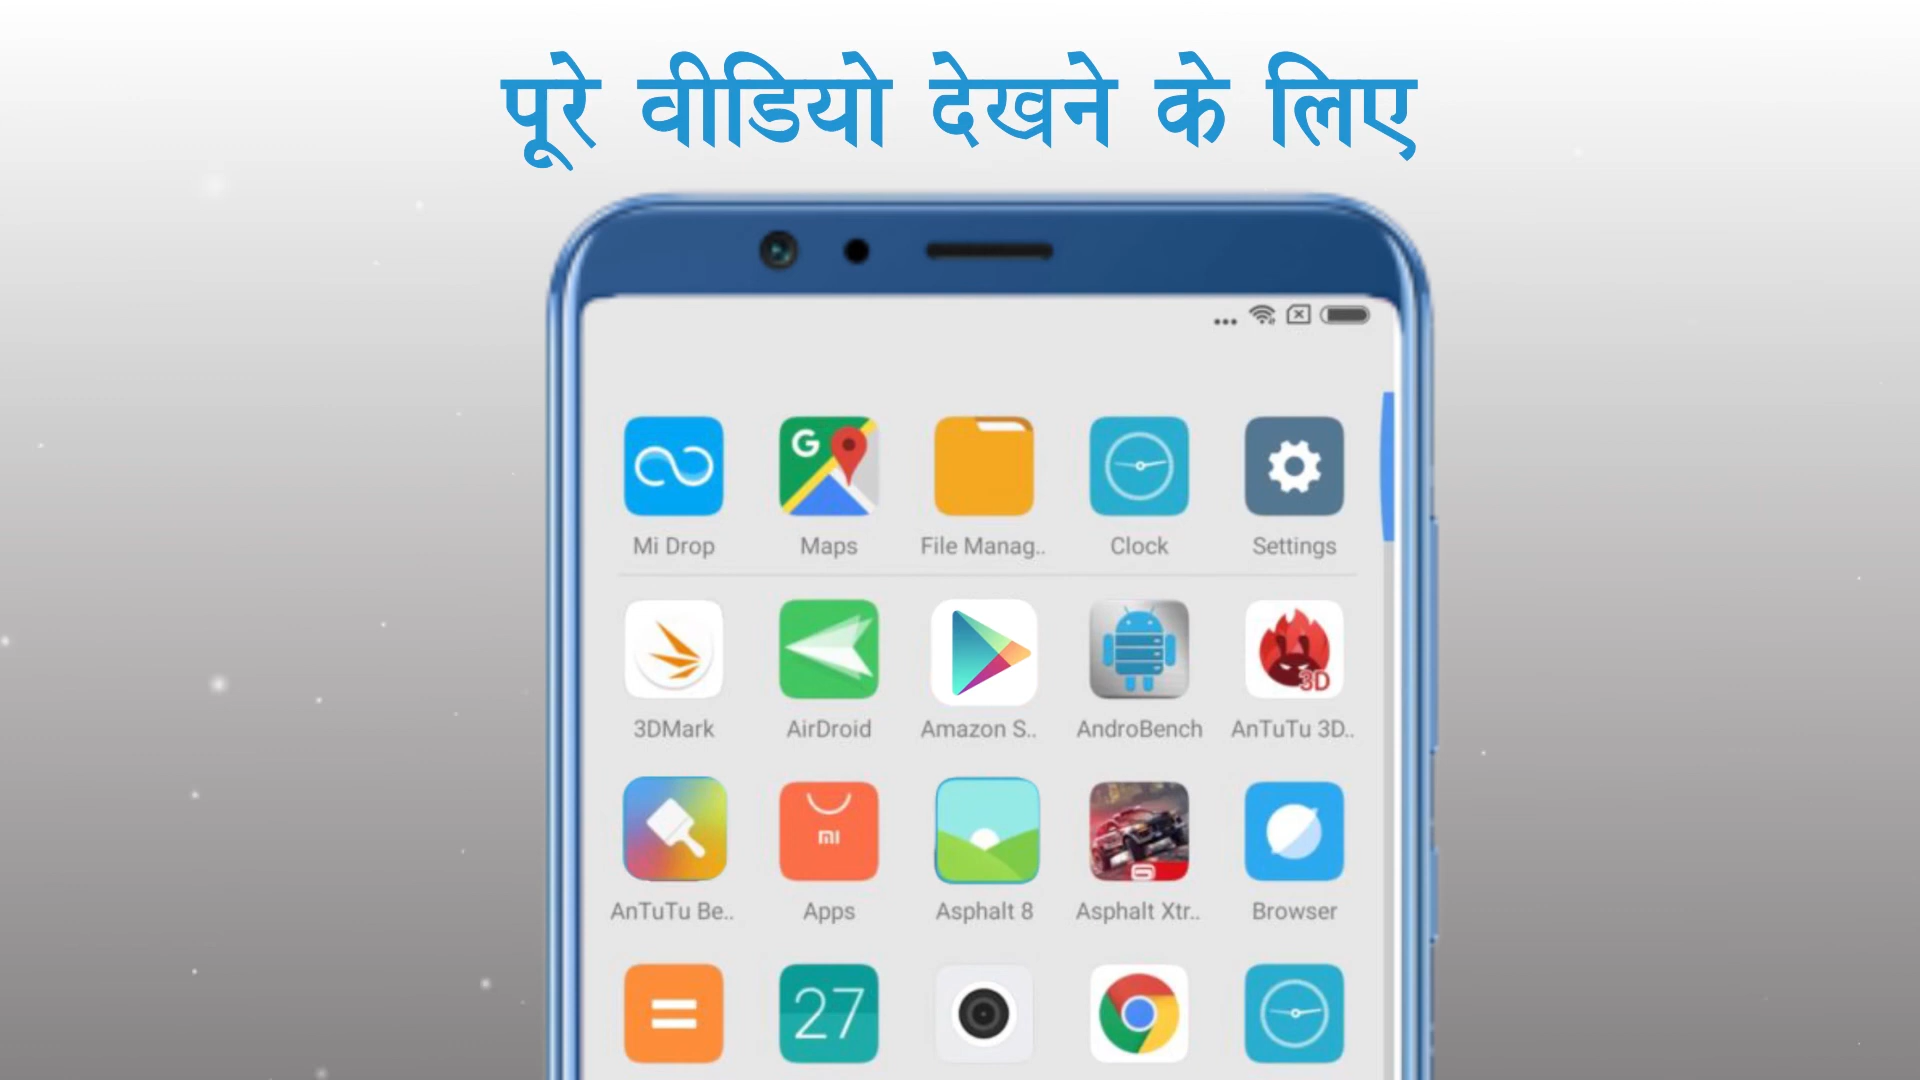 पूरे वीडियो देखने के लिए
Mi Drop Maps File Manag.. Clock Settings
3DMark AirDroid Amazon S.. AndroBench AnTuTu 3D..
3D
mi
AnTuTu Be.. Apps Asphalt 8 Asphalt Xtr.. Browser
27